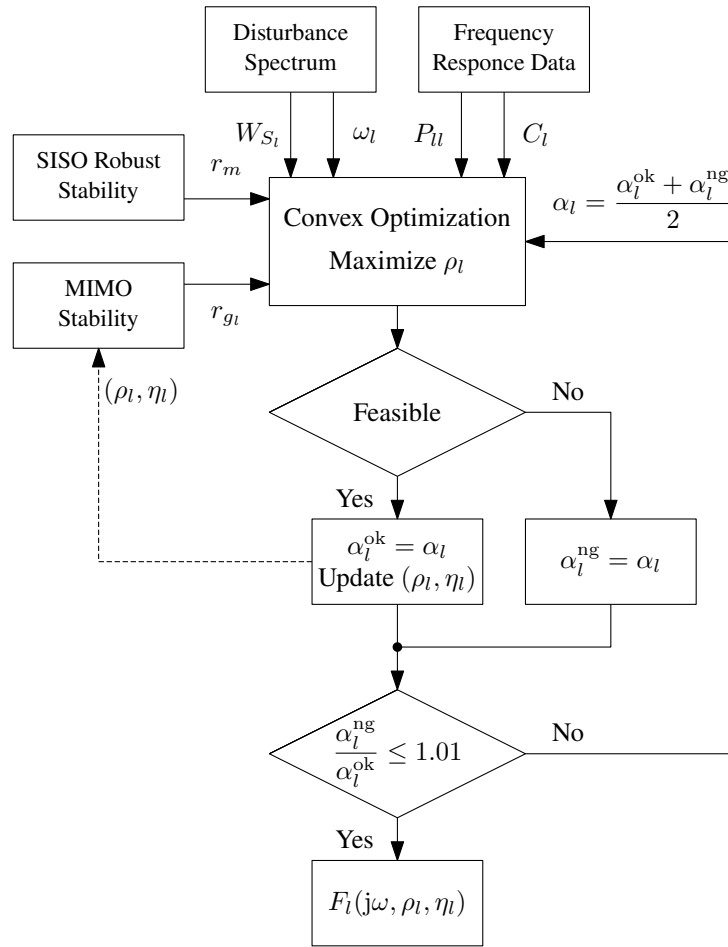 Disturbance
Spectrum
Frequency
Responce Data
W_{S_l}
ω_l
P_{ll}
C_l
SISO Robust
Stability
r_m
Convex Optimization
Maximize ρ_l
α_l = \frac{α_l^{ok} + α_l^{ng}}{2}
MIMO
Stability
r_{g_l}
(ρ_l, η_l)
Feasible
No
Yes
α_l^{ok} = α_l
Update (ρ_l, η_l)
α_l^{ng} = α_l
\frac{α_l^{ng}}{α_l^{ok}} ≤ 1.01
No
Yes
F_l(jω, ρ_l, η_l)